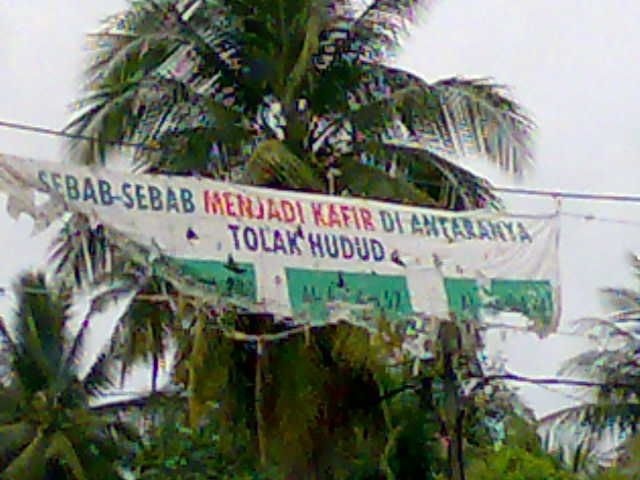 SEBAB-SEBAB MENJADI KAFIR DI ANTARANYA
TOLAK HUDUD